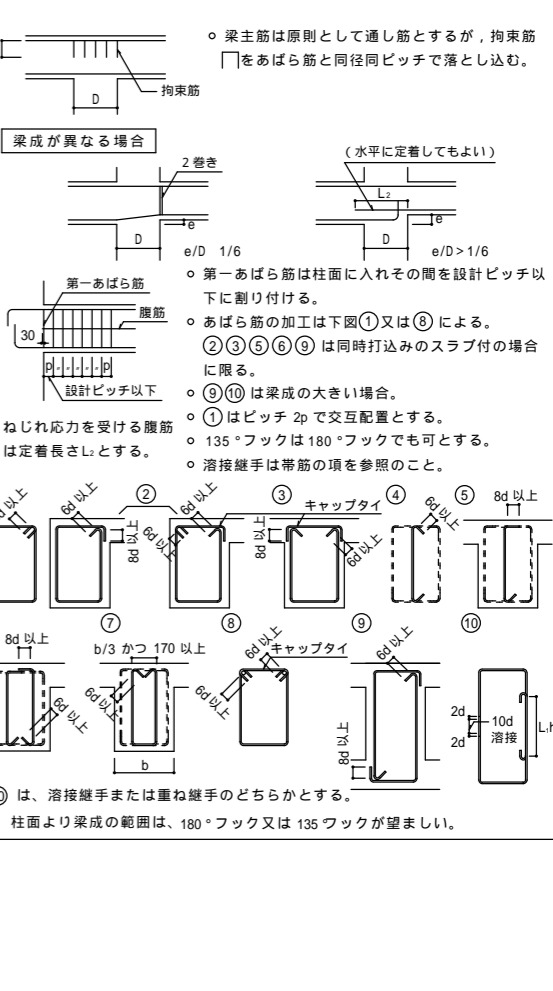 梁主筋は原則として通し筋とするが，拘束筋
をあばら筋と同径同ピッチで落とし込む。
拘束筋
D
梁成が異なる場合
2巻き
(水平に定着してもよい)
L₂
e
e
D
D
e/D 1/6
e/D＞1/6
第一あばら筋
腹筋
30
p 〃 〃 〃 〃 〃 p
設計ピッチ以下
ねじれ応力を受ける腹筋
は定着長さL₂とする。
第一あばら筋は柱面に入れその間を設計ピッチ以
下に割り付ける。
あばら筋の加工は下図①又は⑧による。
②③⑤⑥⑨は同時打込みのスラブ付の場合
に限る。
⑨⑩は梁成の大きい場合。
①はピッチ 2p で交互配置とする。
135°フックは180°フックでも可とする。
溶接継手は帯筋の項を参照のこと。
② ③ キャップタイ ④ ⑤
6d 以上 6d 以上 8d 以上 6d 以上 6d 以上 8d 以上 6d 以上 6d 以上 8d 以上
⑦ ⑧ ⑨ ⑩
8d 以上 b/3 かつ 170 以上 6d 以上 キャップタイ 6d 以上
6d 以上 6d 以上 6d 以上 8d 以上
b
2d
2d
10d
溶接
L₁h
は、溶接継手または重ね継手のどちらかとする。
柱面より梁成の範囲は、180°フック又は 135°フックが望ましい。